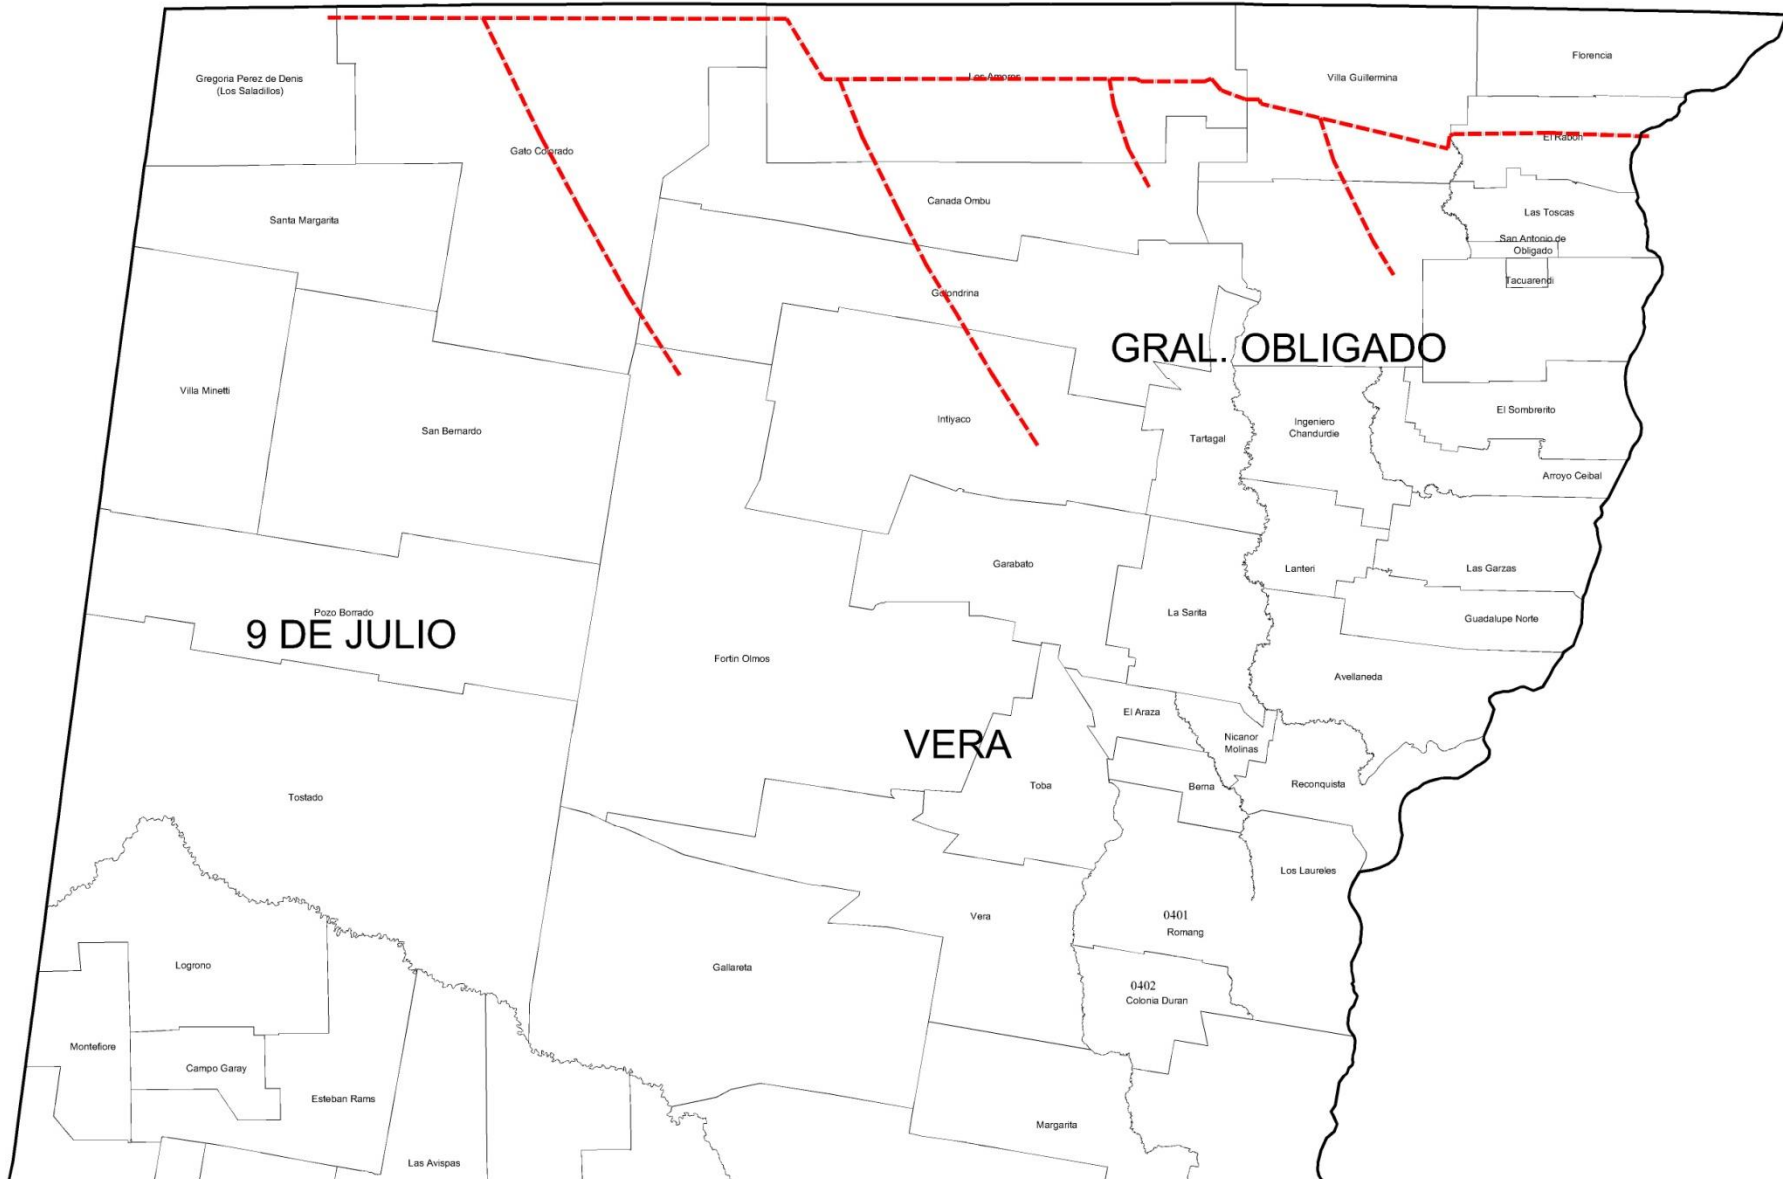 Florencia
Gregoria Perez de Denis
(Los Saladillos)
Los Amores
Villa Guillermina
El Rabon
Gato Colorado
Santa Margarita
Canada Ombu
Las Toscas
San Antonio de
Obligado
Tacuarendi
Golondrina
GRAL. OBLIGADO
Villa Minetti
San Bernardo
Intiyaco
Tartagal
Ingeniero
Chandurdie
El Sombrerito
Arroyo Ceibal
Garabato
Lanteri
Las Garzas
Pozo Borrado
9 DE JULIO
La Sarita
Guadalupe Norte
Fortin Olmos
Avellaneda
El Araza
VERA
Nicanor
Molinas
Toba
Berna
Reconquista
Tostado
Los Laureles
Vera
0401
Romang
Logrono
Gallareta
0402
Colonia Duran
Montefiore
Campo Garay
Esteban Rams
Margarita
Las Avispas